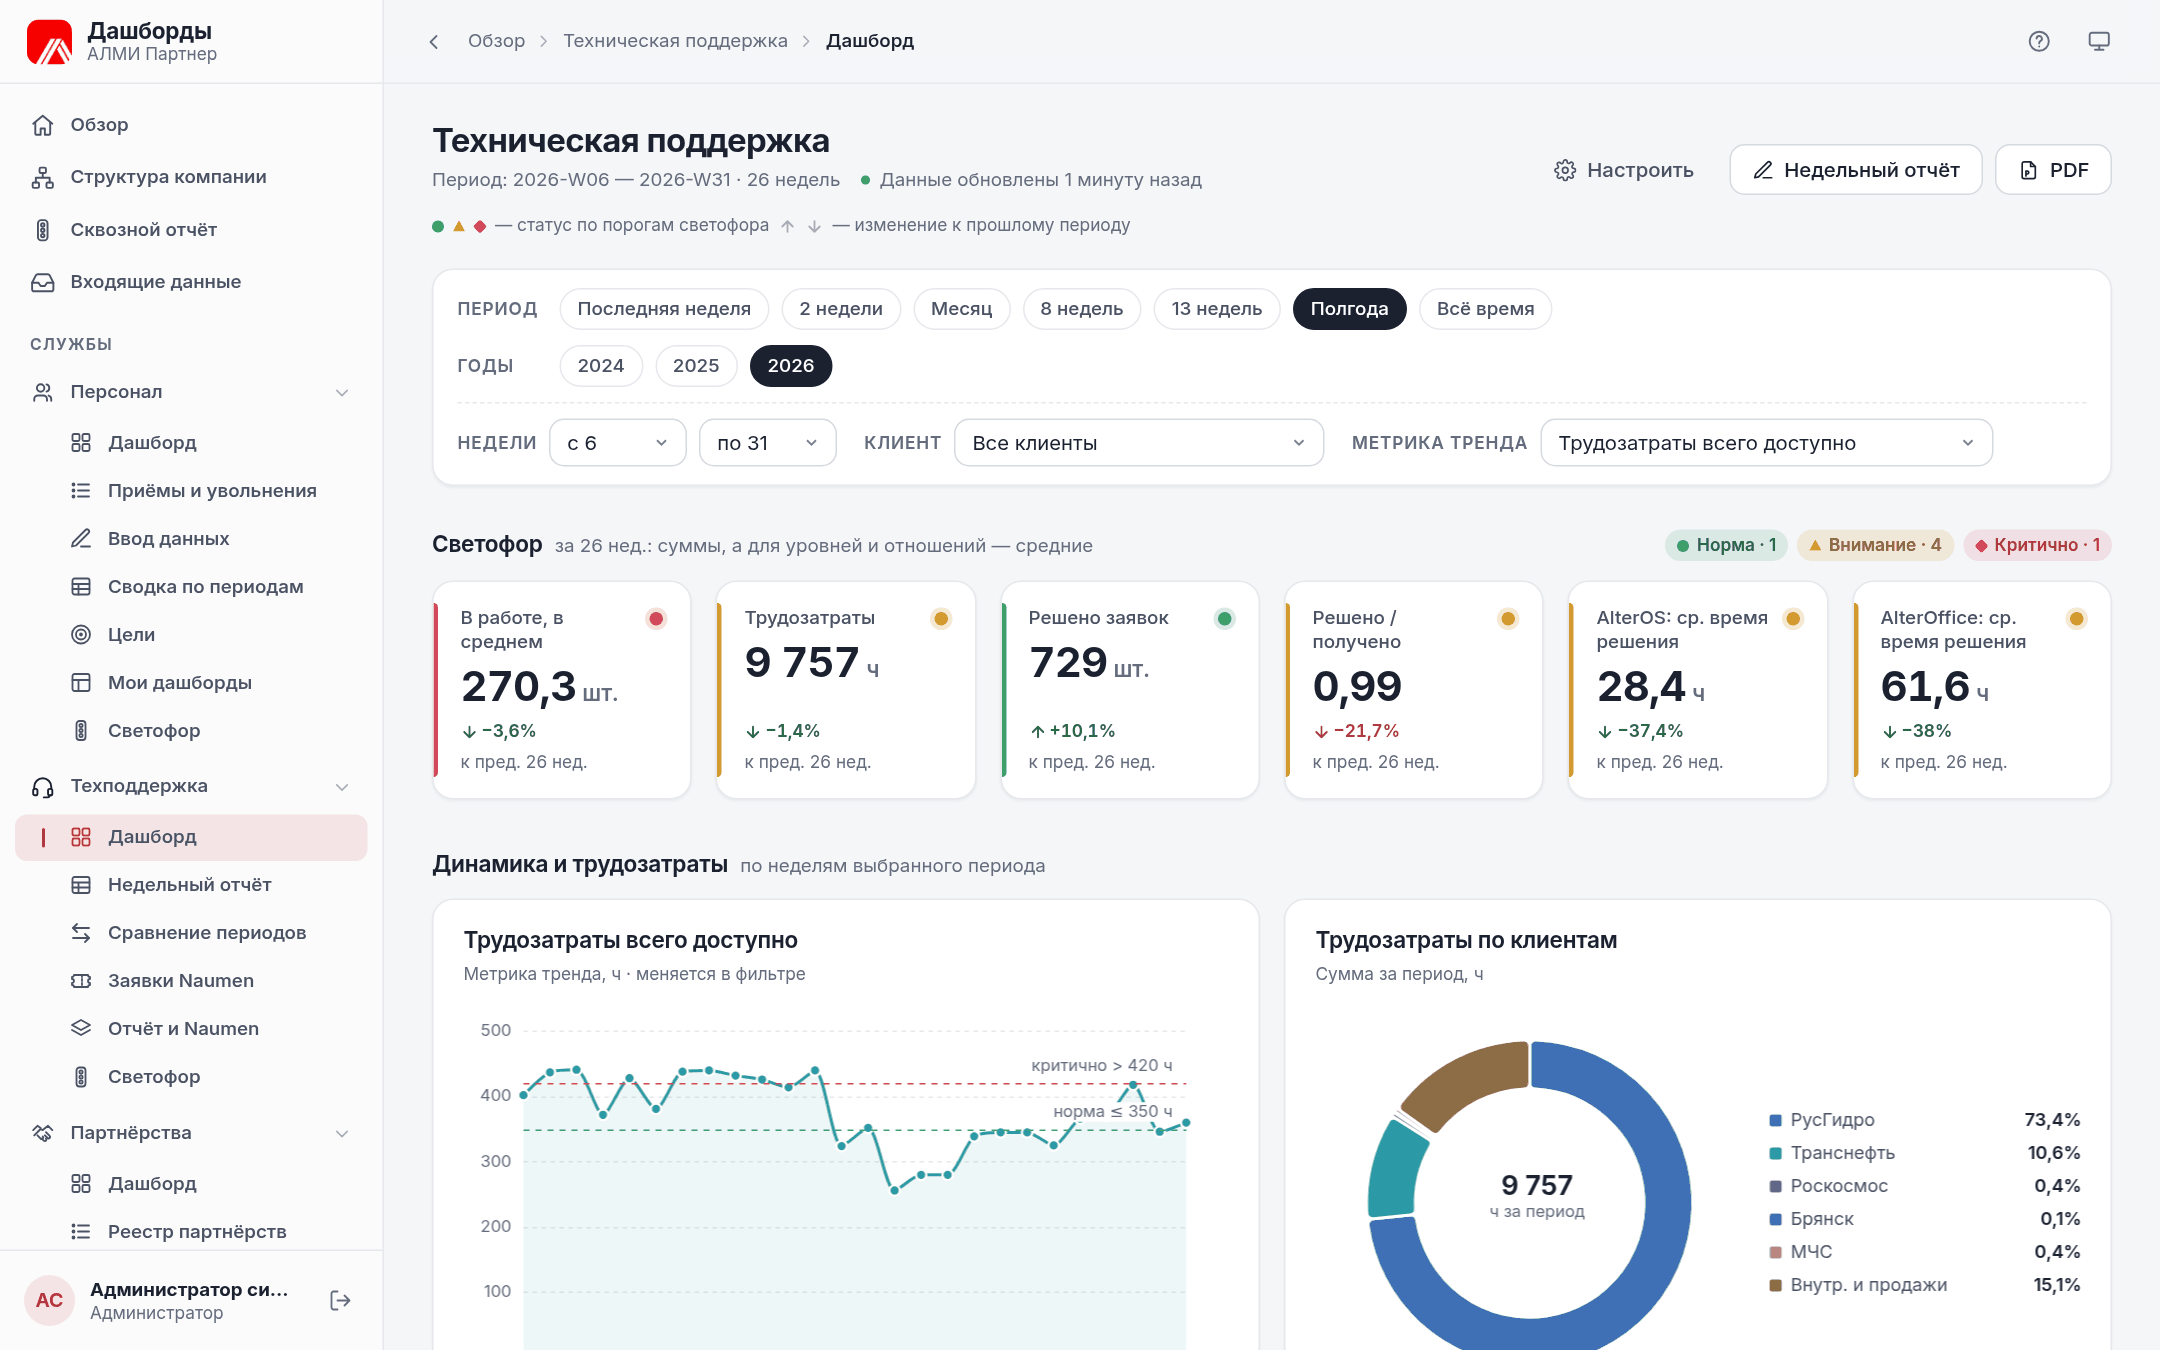 Дашборды
АЛМИ Партнер
Обзор
Структура компании
Сквозной отчёт
Входящие данные
СЛУЖБЫ
Персонал
Дашборд
Приёмы и увольнения
Ввод данных
Сводка по периодам
Цели
Мои дашборды
Светофор
Техподдержка
Дашборд
Недельный отчёт
Сравнение периодов
Заявки Naumen
Отчёт и Naumen
Светофор
Партнёрства
Дашборд
Реестр партнёрств
АС
Администратор си...
Администратор
Обзор Техническая поддержка Дашборд
Техническая поддержка
Период: 2026-W06 — 2026-W31 · 26 недель Данные обновлены 1 минуту назад
Настроить
Недельный отчёт
PDF
— статус по порогам светофора ↑ ↓ — изменение к прошлому периоду
ПЕРИОД Последняя неделя 2 недели Месяц 8 недель 13 недель Полгода Всё время
ГОДЫ 2024 2025 2026
НЕДЕЛИ с 6 по 31 КЛИЕНТ Все клиенты МЕТРИКА ТРЕНДА Трудозатраты всего доступно
Светофор за 26 нед.: суммы, а для уровней и отношений — средние
Норма · 1 Внимание · 4 Критично · 1
В работе, в
среднем
270,3 шт.
↓ −3,6%
к пред. 26 нед.
Трудозатраты
9 757 ч
↓ −1,4%
к пред. 26 нед.
Решено заявок
729 шт.
↑ +10,1%
к пред. 26 нед.
Решено /
получено
0,99
↓ −21,7%
к пред. 26 нед.
AlterOS: ср. время
решения
28,4 ч
↓ −37,4%
к пред. 26 нед.
AlterOffice: ср.
время решения
61,6 ч
↓ −38%
к пред. 26 нед.
Динамика и трудозатраты по неделям выбранного периода
Трудозатраты всего доступно
Метрика тренда, ч · меняется в фильтре
500
критично > 420 ч
400
норма ≤ 350 ч
300
200
100
Трудозатраты по клиентам
Сумма за период, ч
9 757
ч за период
РусГидро 73,4%
Транснефть 10,6%
Роскосмос 0,4%
Брянск 0,1%
МЧС 0,4%
Внутр. и продажи 15,1%